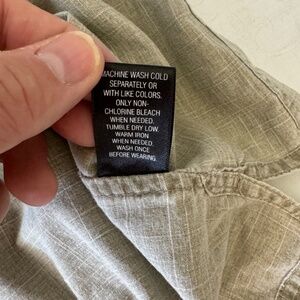 MACHINE WASH COLD
SEPARATELY OR
WITH LIKE COLORS.
ONLY NON-
CHLORINE BLEACH
WHEN NEEDED.
TUMBLE DRY LOW.
WARM IRON
WHEN NEEDED.
WASH ONCE
BEFORE WEARING.